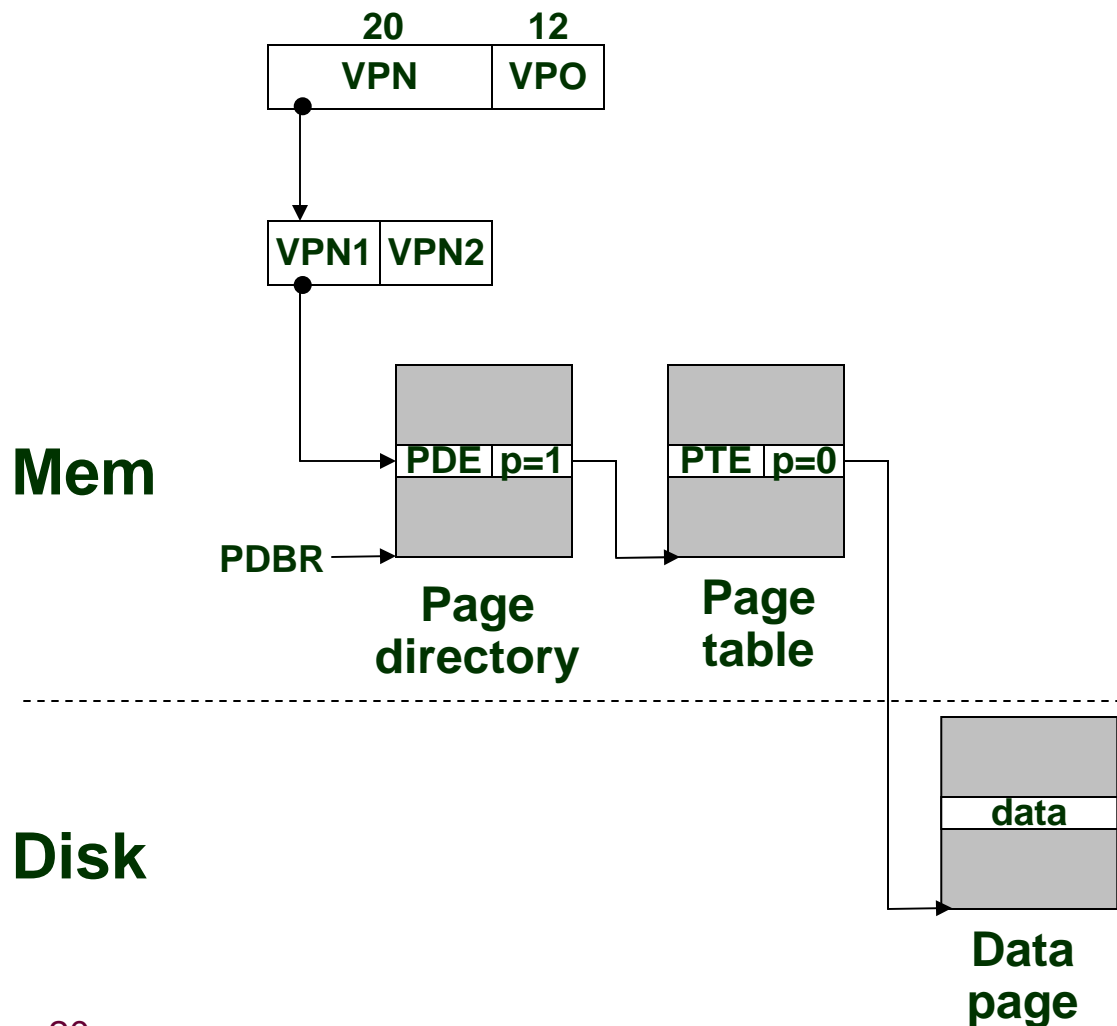 20 12
VPN VPO
VPN1 VPN2
Mem
PDE p=1 PTE p=0
PDBR
Page
directory
Page
table
Disk
data
Data
page